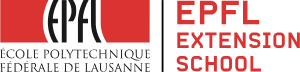 EPFL
ÉCOLE POLYTECHNIQUE
FÉDÉRALE DE LAUSANNE
EPFL
EXTENSION
SCHOOL